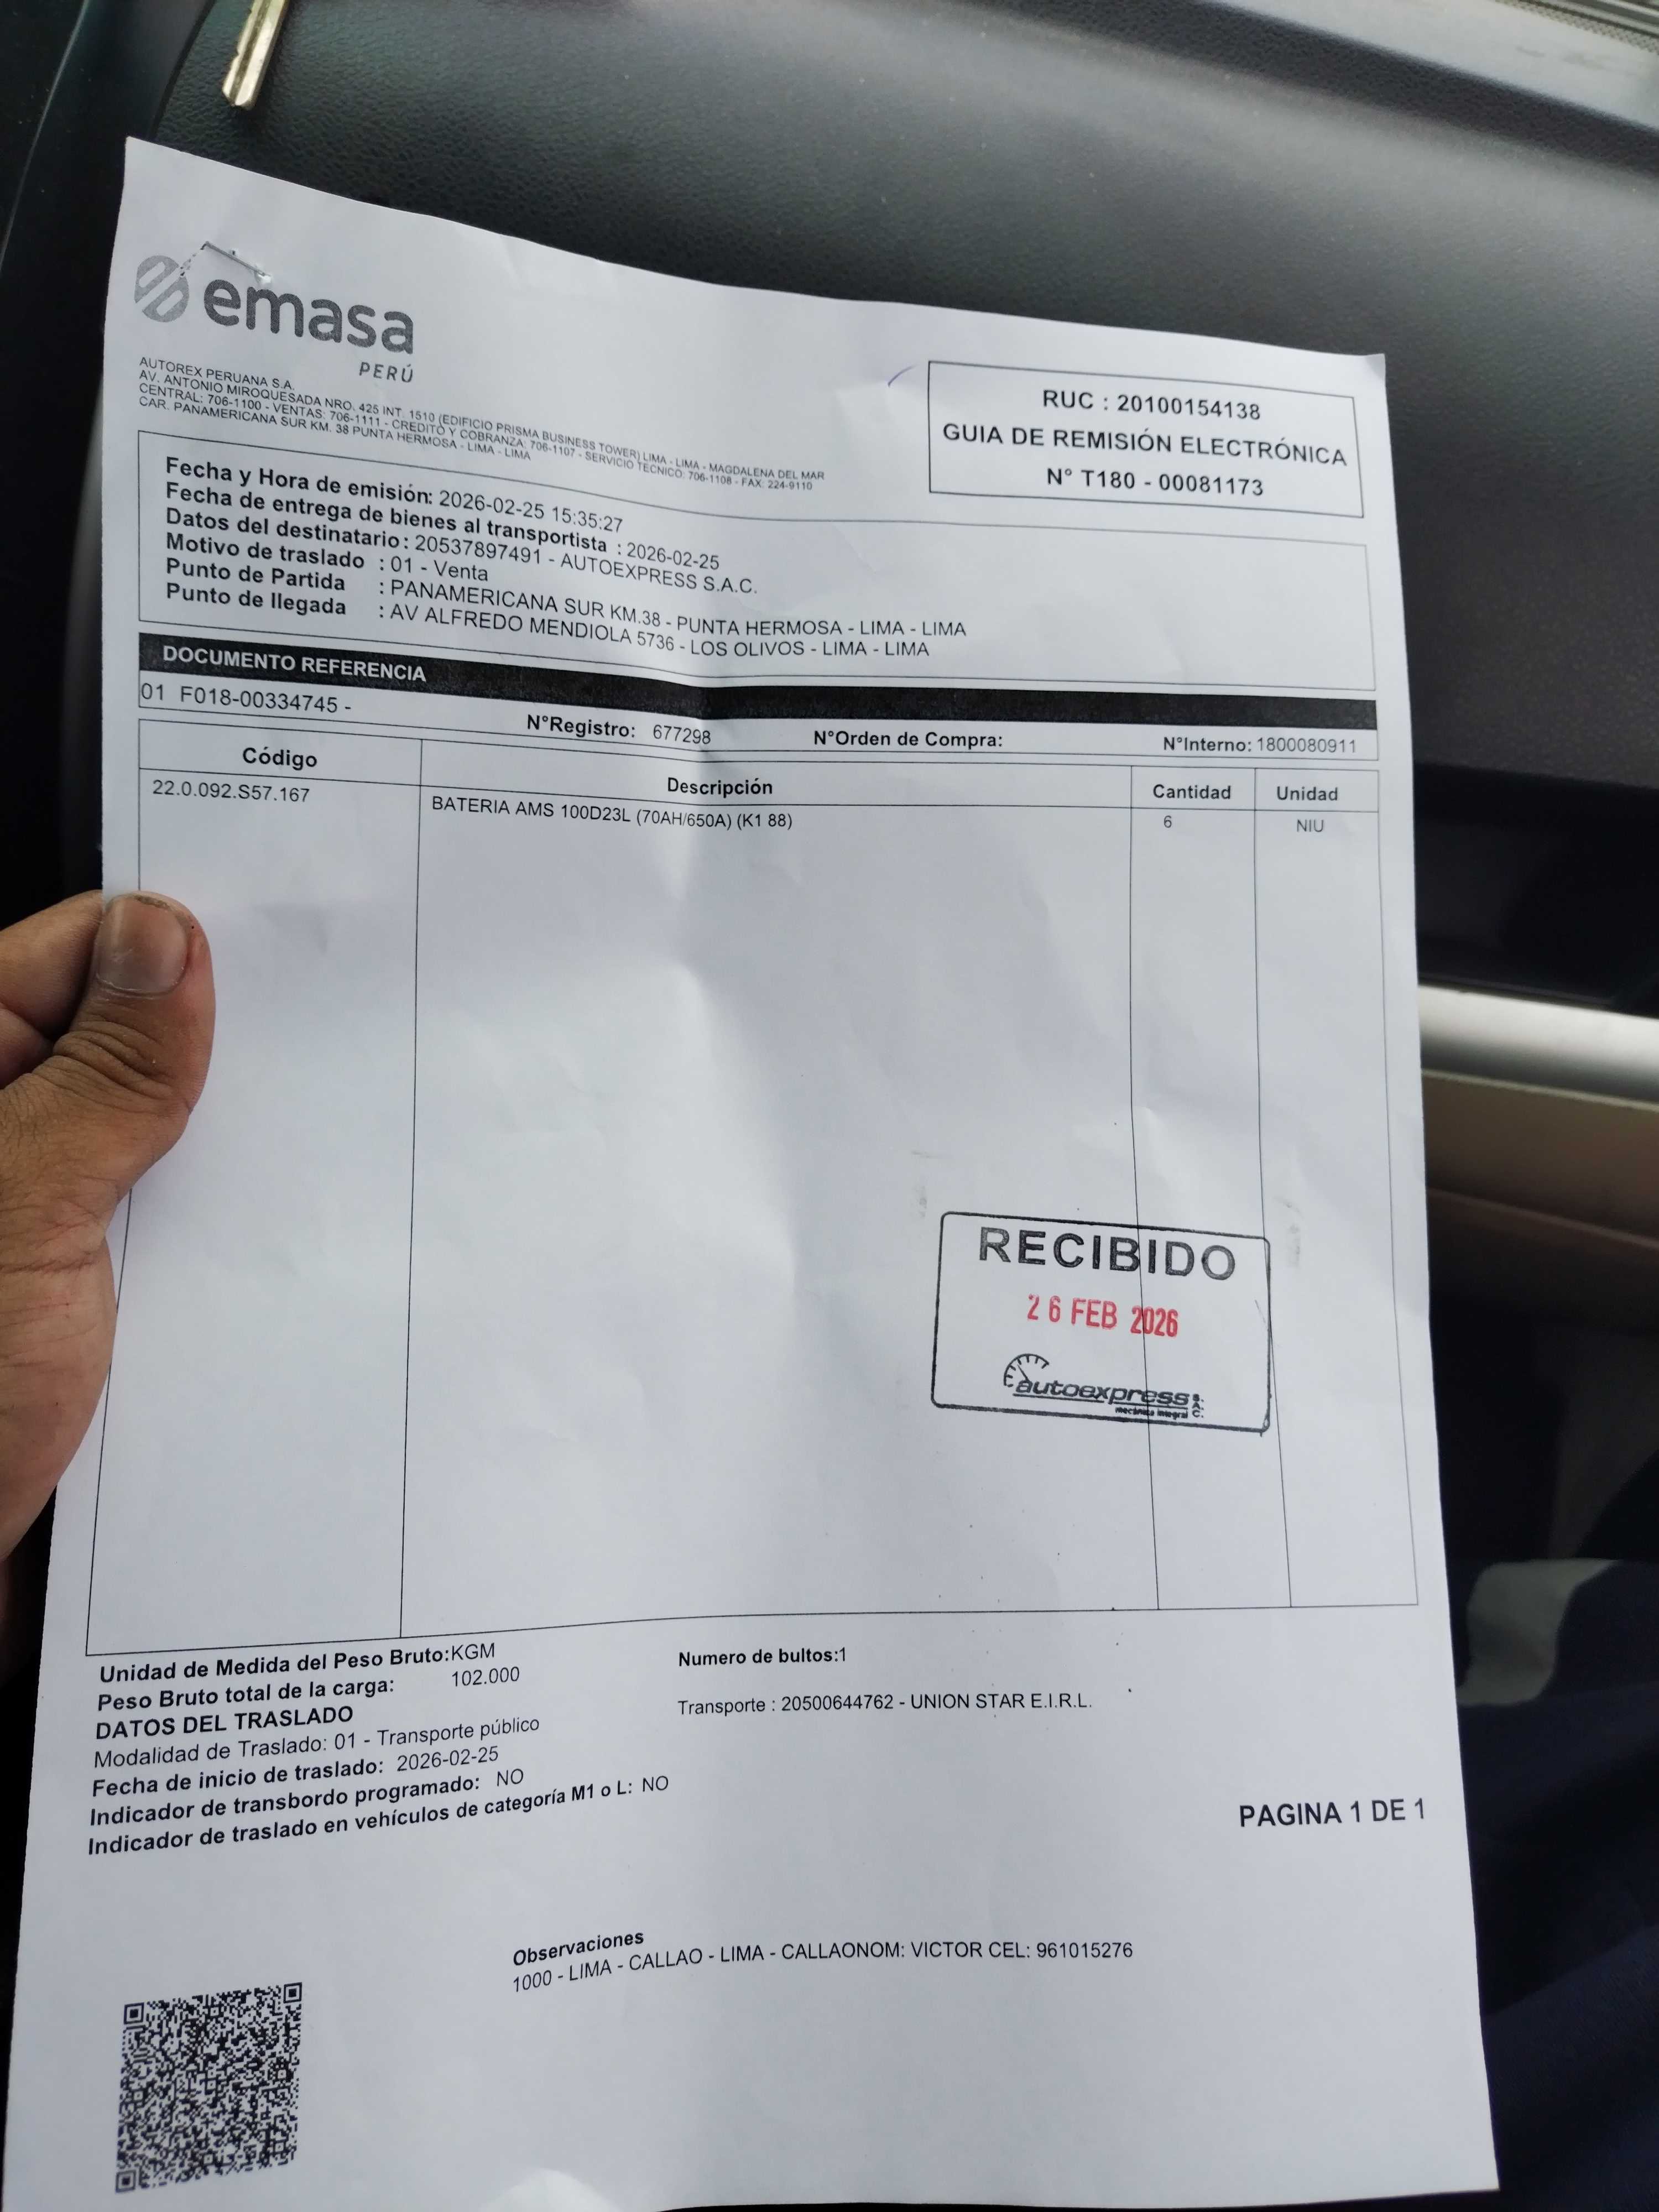 emasa
PERÚ
AUTOREX PERUANA S.A.
AV. ANTONIO MIROQUESADA NRO. 425 INT. 1510 (EDIFICIO PRISMA BUSINESS TOWER) LIMA - LIMA - MAGDALENA DEL MAR
CENTRAL: 706-1100 - VENTAS: 706-1111 - CREDITO Y COBRANZA: 706-1107 - SERVICIO TECNICO: 706-1108 - FAX: 224-9110
CAR. PANAMERICANA SUR KM. 38 PUNTA HERMOSA - LIMA - LIMA
RUC : 20100154138
GUIA DE REMISIÓN ELECTRÓNICA
N° T180 - 00081173
Fecha y Hora de emisión: 2026-02-25 15:35:27
Fecha de entrega de bienes al transportista : 2026-02-25
Datos del destinatario : 20537897491 - AUTOEXPRESS S.A.C.
Motivo de traslado : 01 - Venta
Punto de Partida : PANAMERICANA SUR KM.38 - PUNTA HERMOSA - LIMA - LIMA
Punto de llegada : AV ALFREDO MENDIOLA 5736 - LOS OLIVOS - LIMA - LIMA
DOCUMENTO REFERENCIA
01 F018-00334745 -
N°Registro: 677298 N°Orden de Compra: N°Interno: 1800080911
Código Descripción Cantidad Unidad
22.0.092.S57.167 BATERIA AMS 100D23L (70AH/650A) (K1 88) 6 NIU
RECIBIDO
26 FEB 2026
autoexpress S.A.C.
mecánica integral
Unidad de Medida del Peso Bruto:KGM Numero de bultos:1
Peso Bruto total de la carga: 102.000
DATOS DEL TRASLADO Transporte : 20500644762 - UNION STAR E.I.R.L.
Modalidad de Traslado: 01 - Transporte público
Fecha de inicio de traslado: 2026-02-25
Indicador de transbordo programado: NO
Indicador de traslado en vehículos de categoría M1 o L: NO
PAGINA 1 DE 1
Observaciones
1000 - LIMA - CALLAO - LIMA - CALLAONOM: VICTOR CEL: 961015276